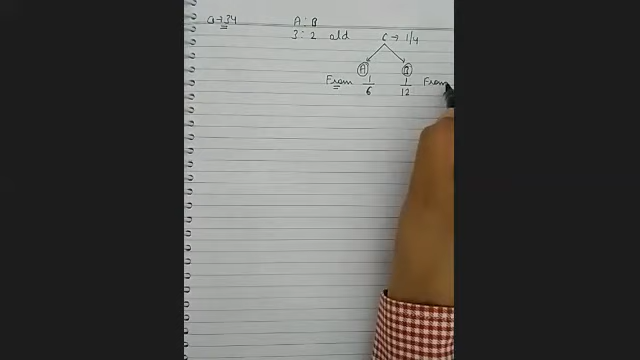 Q → 34 A : B
3 : 2 old C → 1/4
A B
From 1/6 1/12 From